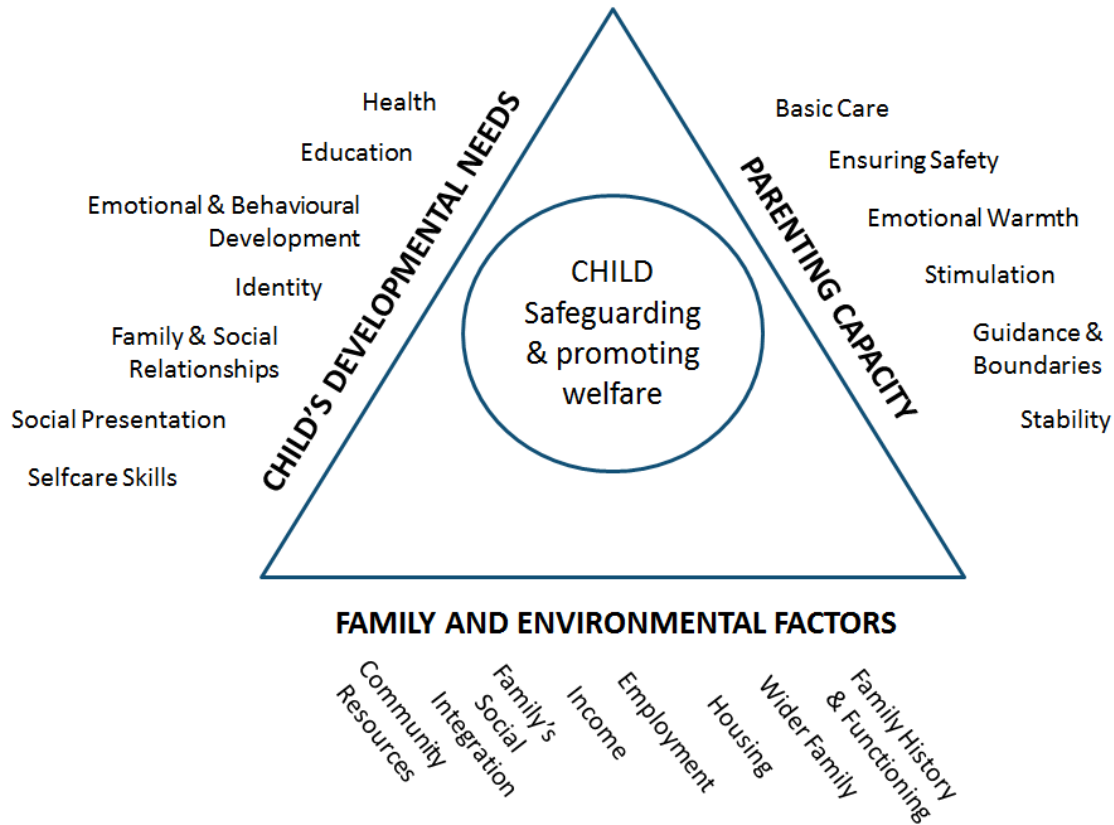 Health
Education
Emotional & Behavioural
Development
Identity
Family & Social
Relationships
Social Presentation
Selfcare Skills
CHILD'S DEVELOPMENTAL NEEDS
CHILD
Safeguarding
& promoting
welfare
PARENTING CAPACITY
Basic Care
Ensuring Safety
Emotional Warmth
Stimulation
Guidance &
Boundaries
Stability
FAMILY AND ENVIRONMENTAL FACTORS
Community
Resources
Family's
Social
Integration
Income
Employment
Housing
Wider Family
Family History
& Functioning